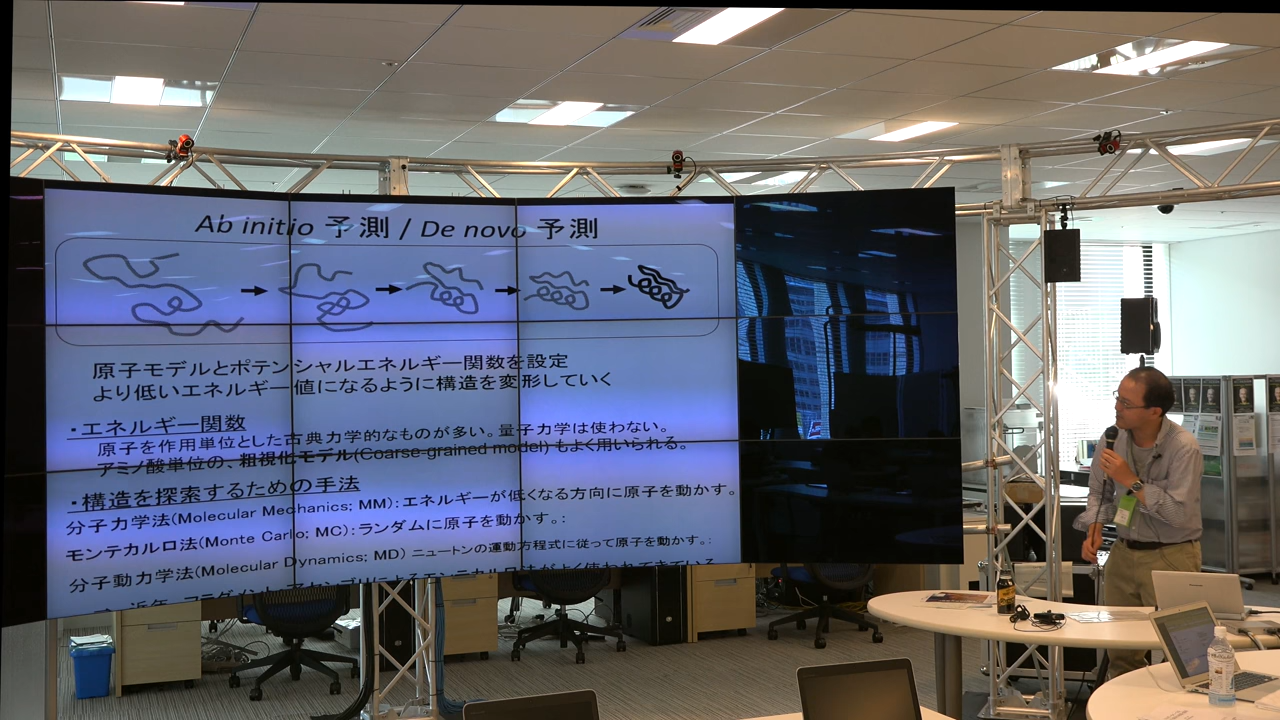 Ab initio 予測 / De novo 予測
原子モデルとポテンシャルエネルギー関数を設定
より低いエネルギー値になるように構造を変形していく
・エネルギー関数
原子を作用単位とした古典力学的なものが多い。量子力学は使わない。
アミノ酸単位の、粗視化モデル(Coarse-grained model)もよく用いられる。
・構造を探索するための手法
分子力学法(Molecular Mechanics; MM):エネルギーが低くなる方向に原子を動かす。
モンテカルロ法(Monte Carlo; MC):ランダムに原子を動かす。:
分子動力学法(Molecular Dynamics; MD) ニュートンの運動方程式に従って原子を動かす。: